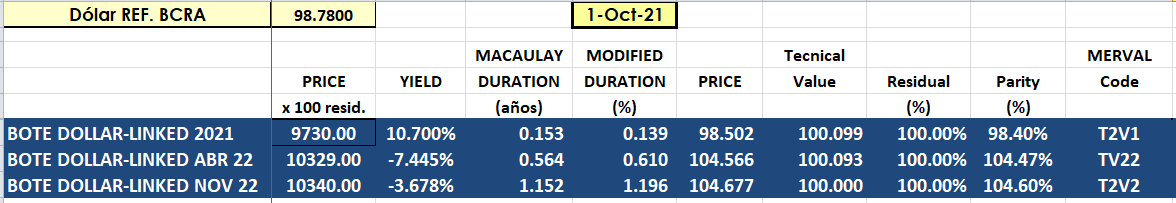 Dólar REF. BCRA 98.7800 1-Oct-21
MACAULAY MODIFIED Tecnical MERVAL
PRICE YIELD DURATION DURATION PRICE Value Residual Parity Code
x 100 resid. (años) (%) (%) (%)
BOTE DOLLAR-LINKED 2021 9730.00 10.700% 0.153 0.139 98.502 100.099 100.00% 98.40% T2V1
BOTE DOLLAR-LINKED ABR 22 10329.00 -7.445% 0.564 0.610 104.566 100.093 100.00% 104.47% TV22
BOTE DOLLAR-LINKED NOV 22 10340.00 -3.678% 1.152 1.196 104.677 100.000 100.00% 104.60% T2V2